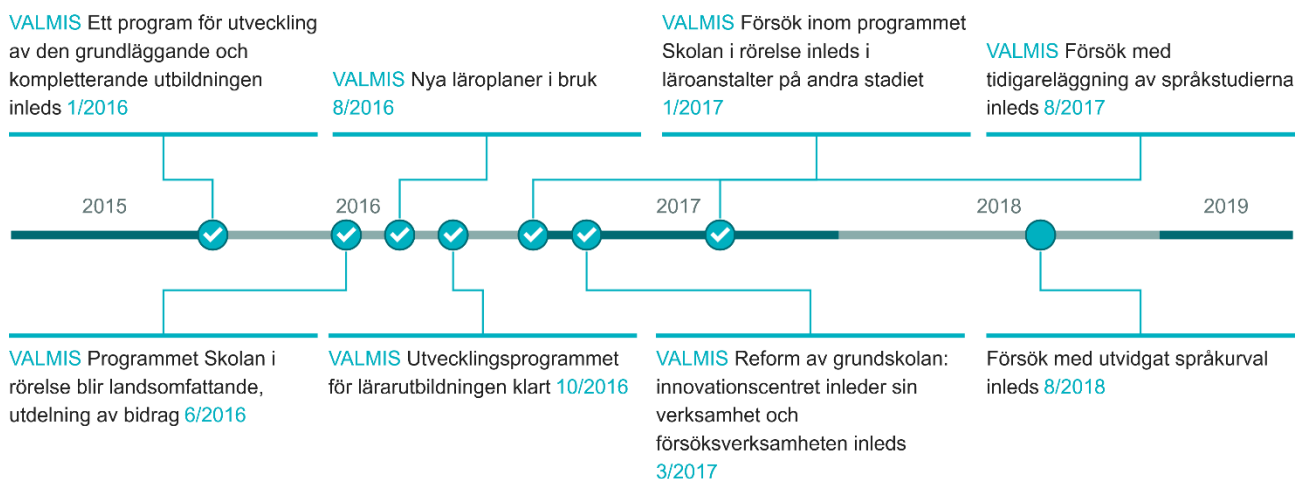 VALMIS Ett program för utveckling
av den grundläggande och
kompletterande utbildningen
inleds 1/2016
VALMIS Nya läroplaner i bruk
8/2016
VALMIS Försök inom programmet
Skolan i rörelse inleds i
läroanstalter på andra stadiet
1/2017
VALMIS Försök med
tidigareläggning av språkstudierna
inleds 8/2017
2015
2016
2017
2018
2019
VALMIS Programmet Skolan i
rörelse blir landsomfattande,
utdelning av bidrag 6/2016
VALMIS Utvecklingsprogrammet
för lärarutbildningen klart 10/2016
VALMIS Reform av grundskolan:
innovationscentret inleder sin
verksamhet och
försöksverksamheten inleds
3/2017
Försök med utvidgat språkurval
inleds 8/2018